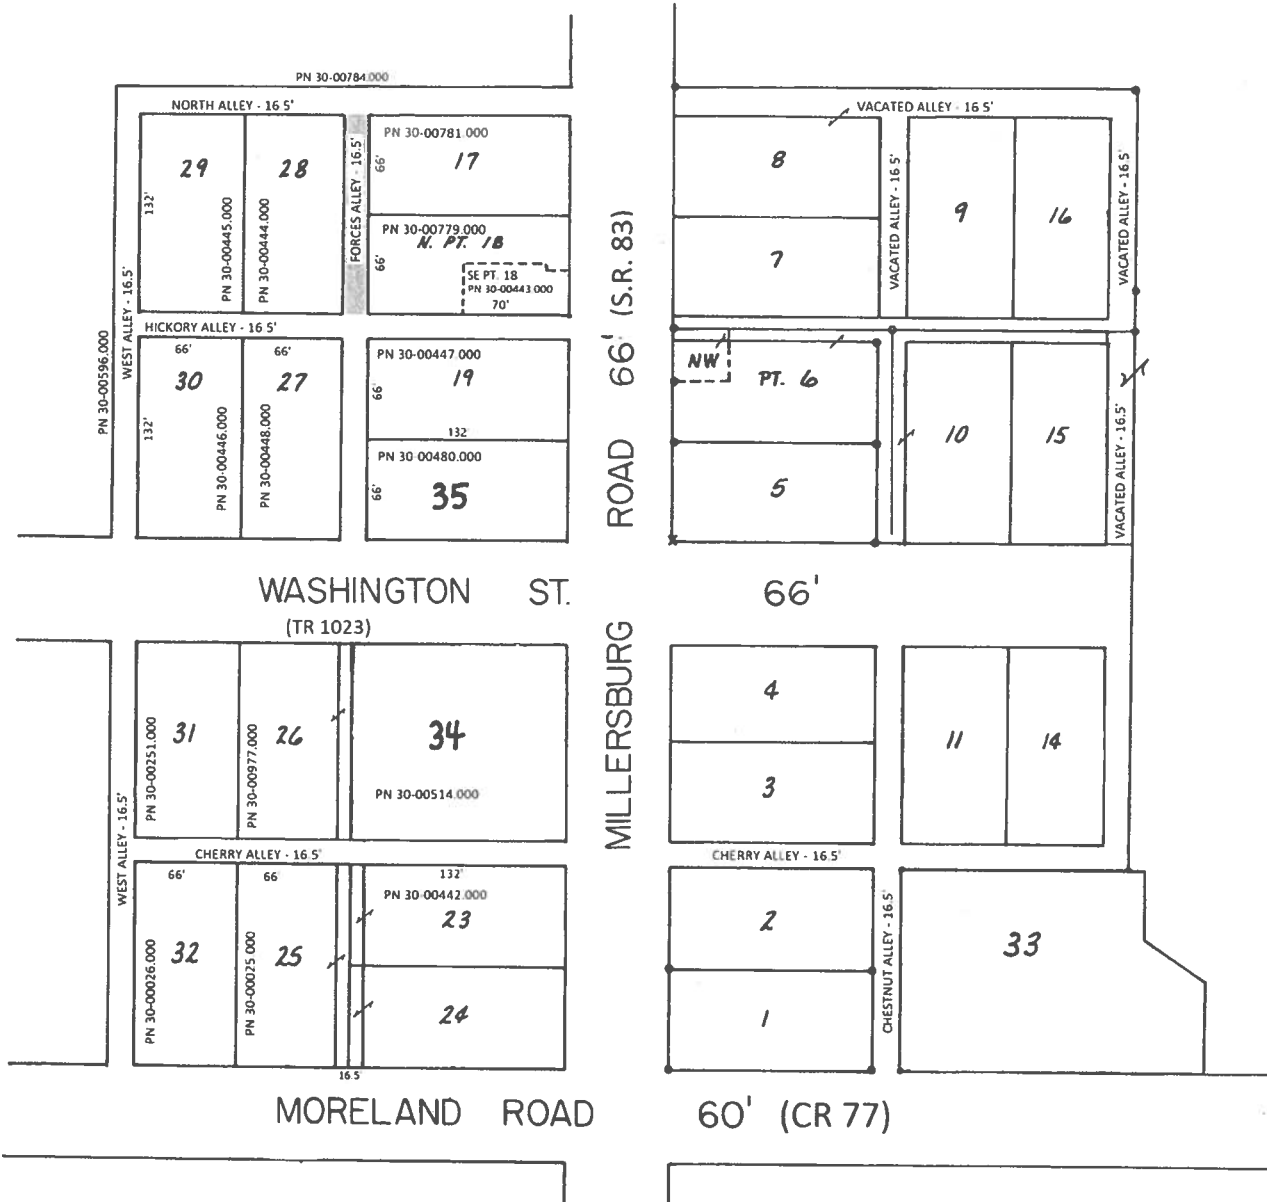 PN 30-00784.000
NORTH ALLEY - 16.5'
VACATED ALLEY - 16.5'
29
28
FORCES ALLEY - 16.5'
PN 30-00781.000
17
66'
8
VACATED ALLEY - 16.5'
9
16
VACATED ALLEY - 16.5'
132'
PN 30-00445.000
PN 30-00444.000
PN 30-00779.000
N. PT. 18
66'
SE PT. 18
PN 30-00443.000
70'
7
HICKORY ALLEY - 16.5'
WEST ALLEY - 16.5'
PN 30-00596.000
66'
66'
30
27
132'
PN 30-00446.000
PN 30-00448.000
PN 30-00447.000
19
66'
132'
PN 30-00480.000
35
66'
MILLERSBURG ROAD 66' (S.R. 83)
NW
PT. 6
5
10
15
VACATED ALLEY - 16.5'
WASHINGTON ST. 66'
(TR 1023)
31
PN 30-00251.000
26
PN 30-00977.000
34
PN 30-00514.000
4
3
11
14
WEST ALLEY - 16.5'
CHERRY ALLEY - 16.5'
CHERRY ALLEY - 16.5'
66'
66'
132'
PN 30-00442.000
23
32
PN 30-00026.000
25
PN 30-00025.000
24
2
1
CHESTNUT ALLEY - 16.5'
33
16.5'
MORELAND ROAD 60' (CR 77)